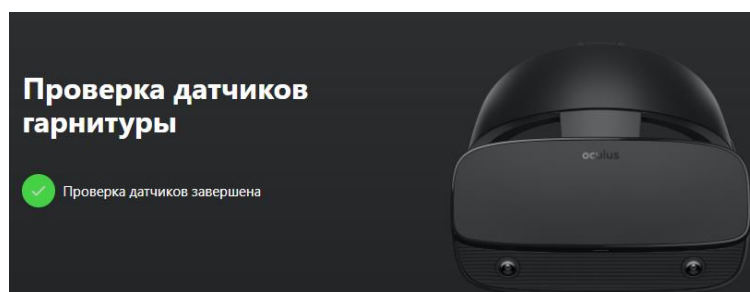 Проверка датчиков
гарнитуры
oculus
Проверка датчиков завершена